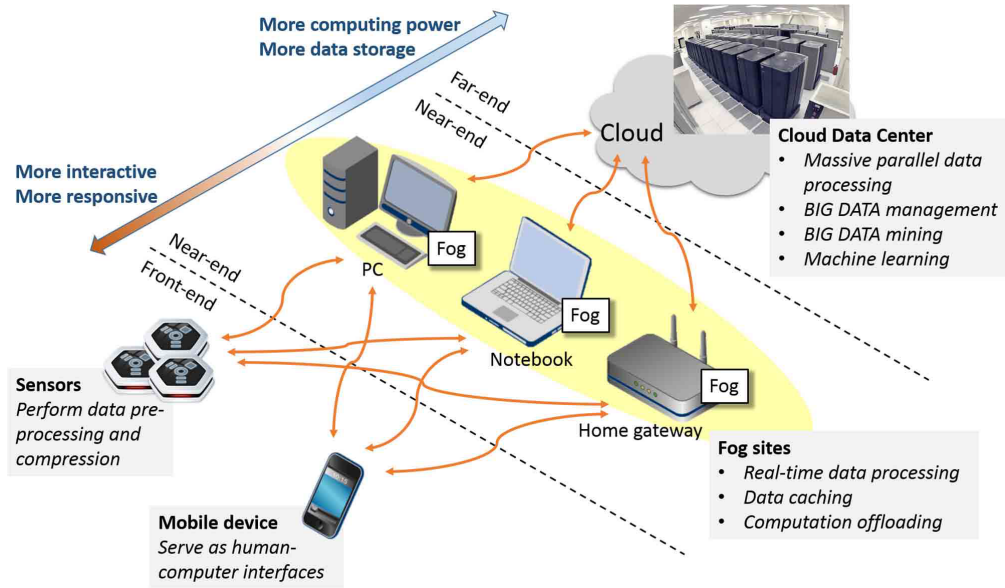 More computing power
More data storage
Far-end
Near-end
Cloud
Cloud Data Center
• Massive parallel data
processing
• BIG DATA management
• BIG DATA mining
• Machine learning
More interactive
More responsive
Near-end
Front-end
Fog
PC
Fog
Notebook
Fog
Home gateway
Sensors
Perform data pre-
processing and
compression
Fog sites
• Real-time data processing
• Data caching
• Computation offloading
Mobile device
Serve as human-
computer interfaces